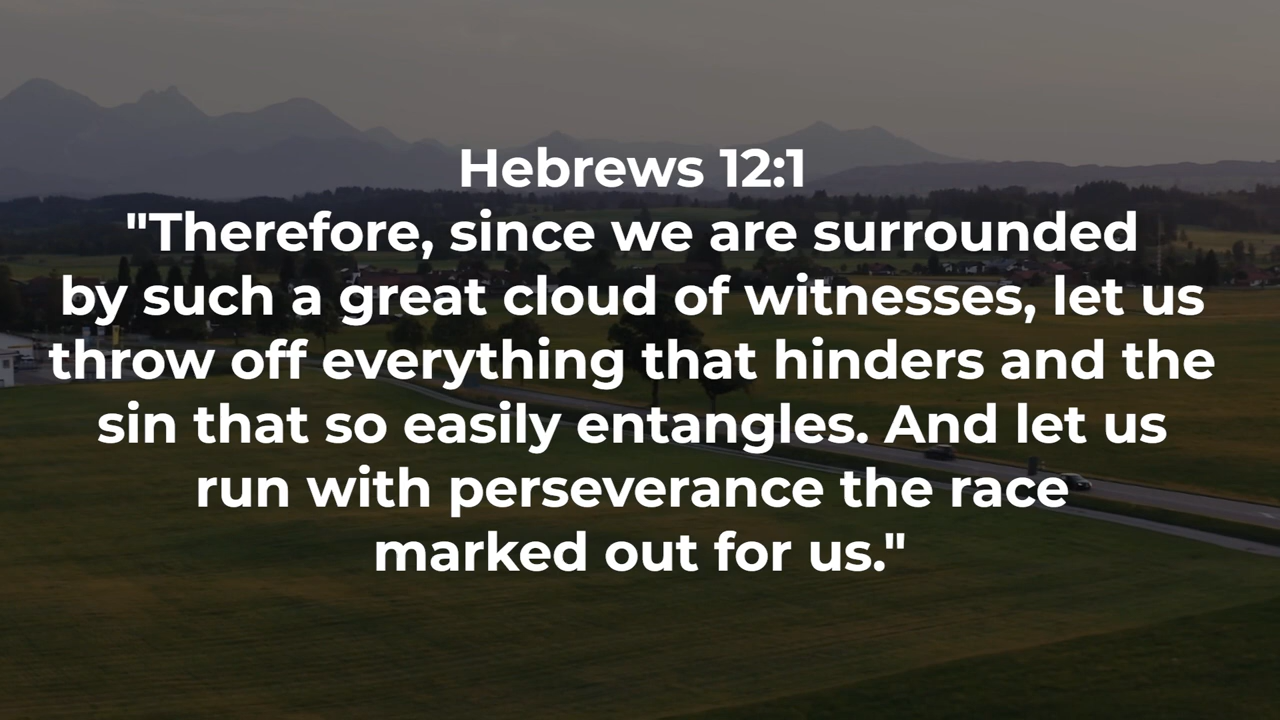 Hebrews 12:1
"Therefore, since we are surrounded
by such a great cloud of witnesses, let us
throw off everything that hinders and the
sin that so easily entangles. And let us
run with perseverance the race
marked out for us."